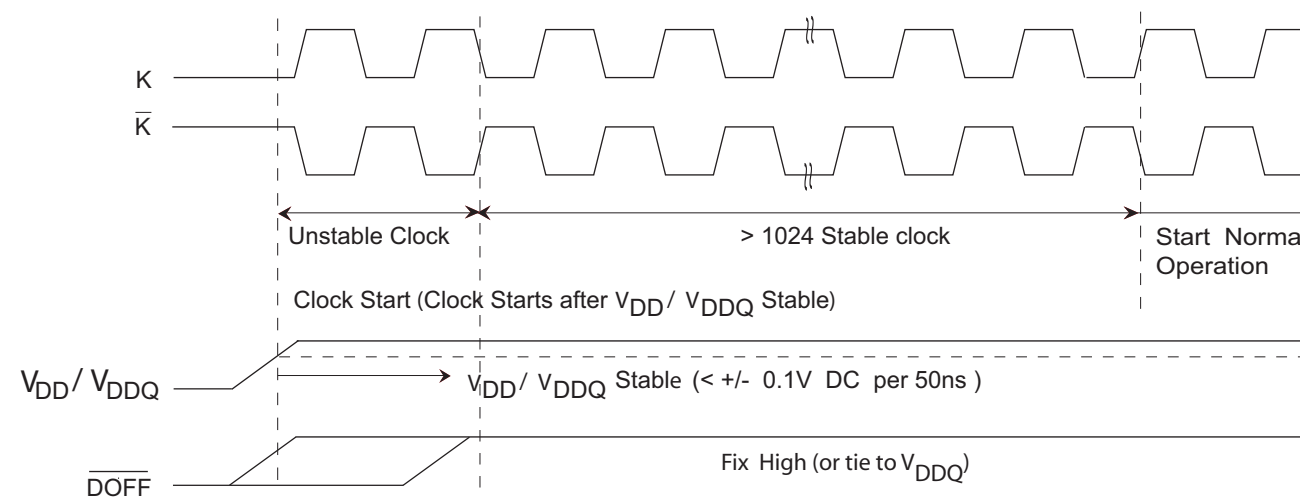 K
K
Unstable Clock
> 1024 Stable clock
Start Norma
Operation
Clock Start (Clock Starts after VDD / VDDQ Stable)
VDD / VDDQ
VDD / VDDQ Stable (< +/- 0.1V DC per 50ns )
DOFF
Fix High (or tie to VDDQ)